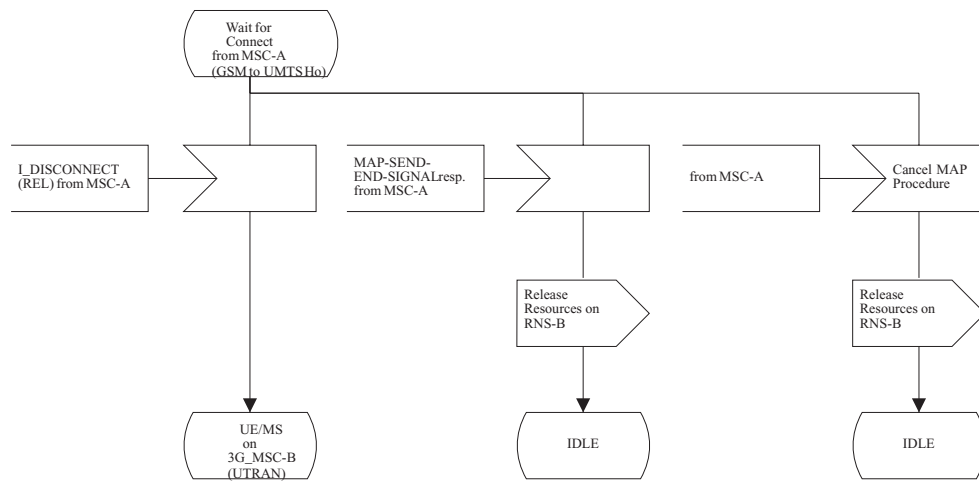 Wait for
Connect
from MSC-A
(GSM to UMTS Ho)
I_DISCONNECT
(REL) from MSC-A
MAP-SEND-
END-SIGNALresp.
from MSC-A
from MSC-A
Cancel MAP
Procedure
Release
Resources on
RNS-B
Release
Resources on
RNS-B
UE/MS
on
3G_MSC-B
(UTRAN)
IDLE
IDLE